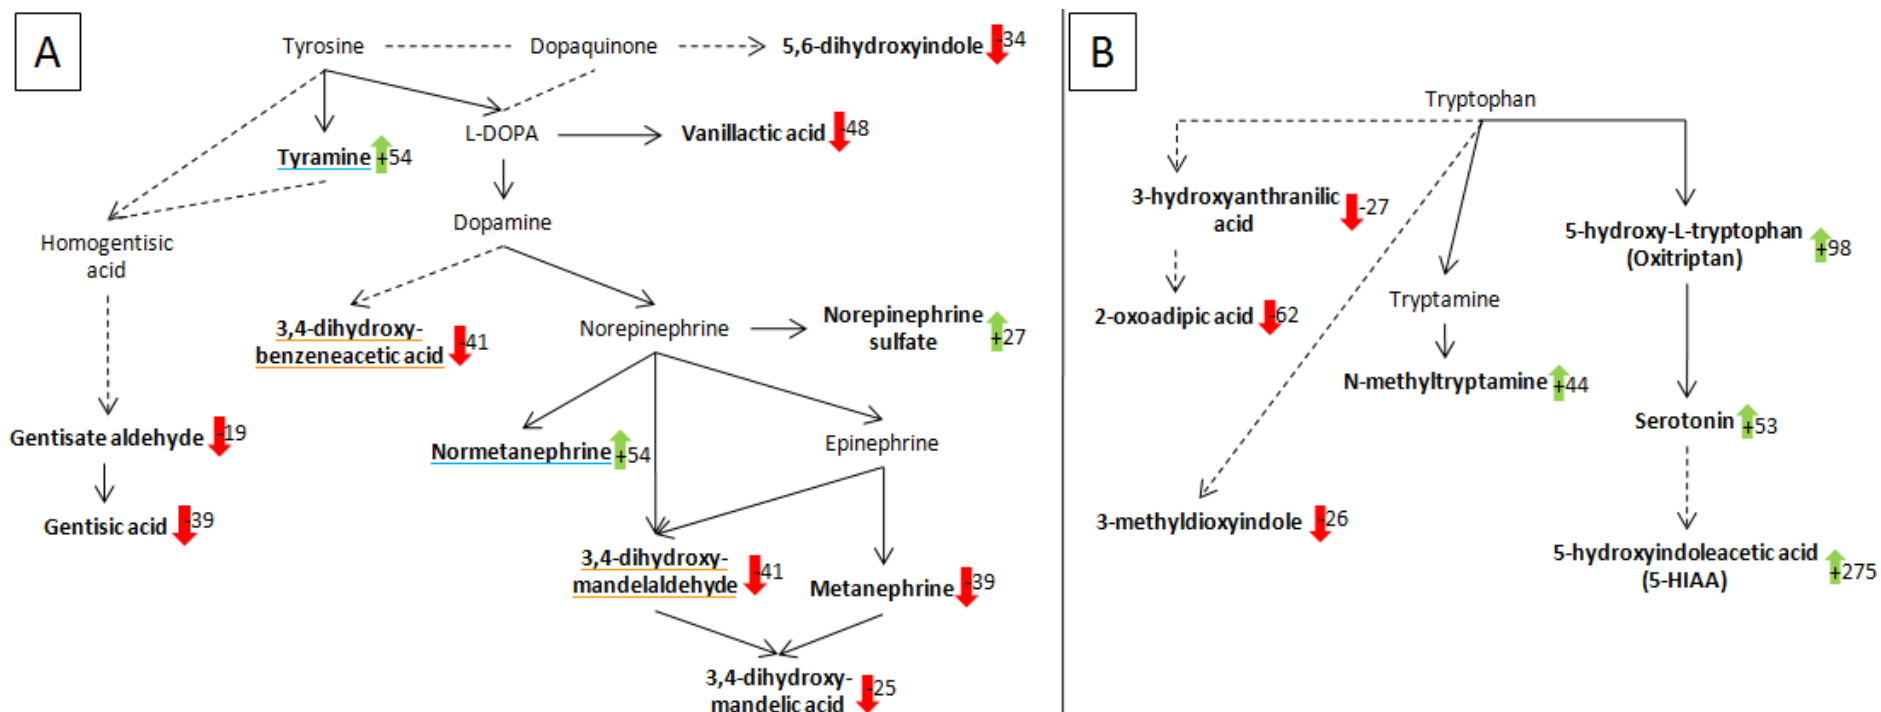 A
Tyrosine
Dopaquinone
5,6-dihydroxyindole
-34
L-DOPA
Vanillactic acid
-48
Tyramine
+54
Dopamine
Homogentisic
acid
3,4-dihydroxy-
benzeneacetic acid
-41
Norepinephrine
Norepinephrine
sulfate
+27
Gentisate aldehyde
-19
Normetanephrine
+54
Epinephrine
Gentisic acid
-39
3,4-dihydroxy-
mandelaldehyde
-41
Metanephrine
-39
3,4-dihydroxy-
mandelic acid
-25
B
Tryptophan
3-hydroxyanthranilic
acid
-27
5-hydroxy-L-tryptophan
(Oxitriptan)
+98
2-oxoadipic acid
-62
Tryptamine
N-methyltryptamine
+44
Serotonin
+53
3-methyldioxyindole
-26
5-hydroxyindoleacetic acid
(5-HIAA)
+275